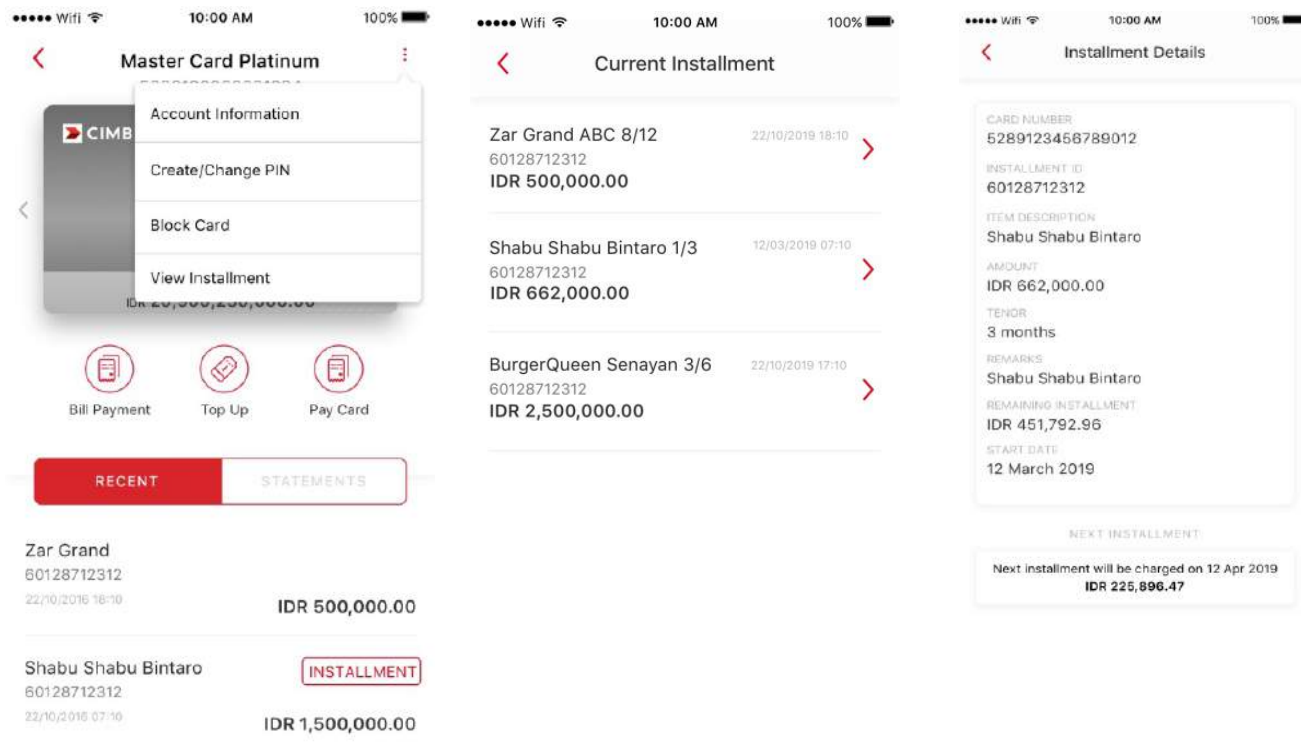 Wifi 10:00 AM 100%
Master Card Platinum
Account Information
CIMB
Create/Change PIN
Block Card
View Installment
IDR
Bill Payment Top Up Pay Card
RECENT STATEMENTS
Zar Grand
60128712312
22/10/2016 18:10
IDR 500,000.00
Shabu Shabu Bintaro INSTALLMENT
60128712312
22/10/2016 07:10
IDR 1,500,000.00
Wifi 10:00 AM 100%
Current Installment
Zar Grand ABC 8/12 22/10/2019 18:10
60128712312
IDR 500,000.00
Shabu Shabu Bintaro 1/3 12/03/2019 07:10
60128712312
IDR 662,000.00
BurgerQueen Senayan 3/6 22/10/2019 17:10
60128712312
IDR 2,500,000.00
Wifi 10:00 AM 100%
Installment Details
CARD NUMBER
5289123456789012
INSTALLMENT ID
60128712312
ITEM DESCRIPTION
Shabu Shabu Bintaro
AMOUNT
IDR 662,000.00
TENOR
3 months
REMARKS
Shabu Shabu Bintaro
REMAINING INSTALLMENT
IDR 451,792.96
START DATE
12 March 2019
NEXT INSTALLMENT
Next installment will be charged on 12 Apr 2019
IDR 225,896.47